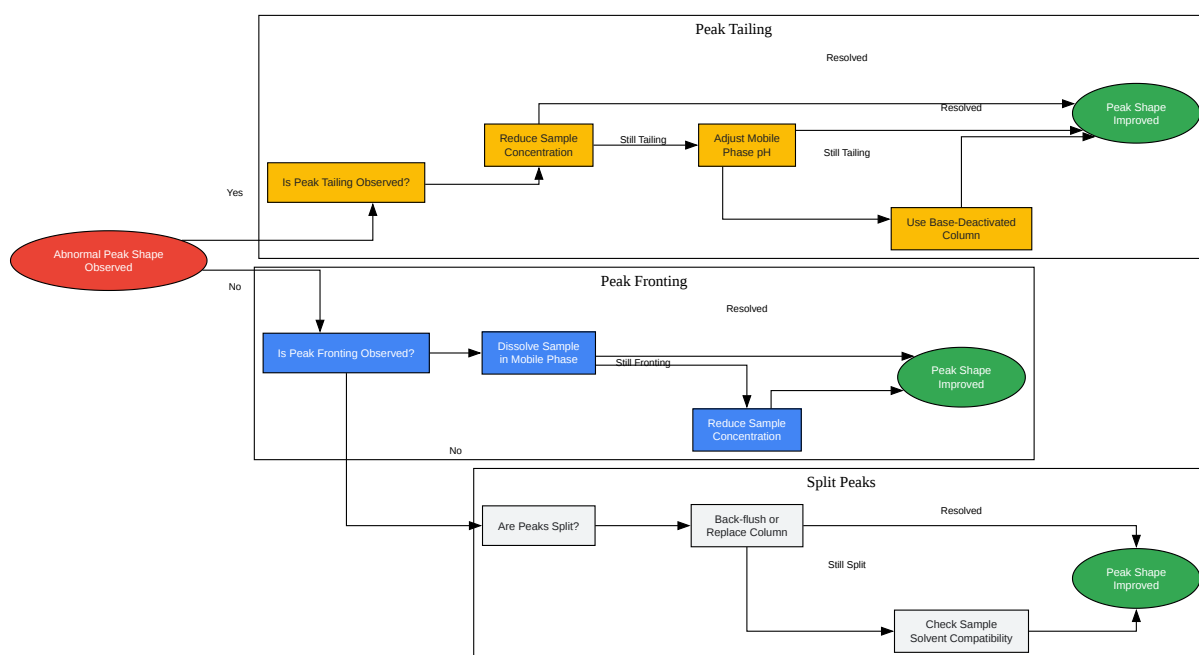 Peak Tailing
Resolved
Peak Shape
Improved
Resolved
Reduce Sample
Concentration
Still Tailing
Adjust Mobile
Phase pH
Still Tailing
Is Peak Tailing Observed?
Yes
Use Base-Deactivated
Column
Abnormal Peak Shape
Observed
No
Peak Fronting
Resolved
Is Peak Fronting Observed?
Dissolve Sample
in Mobile Phase
Still Fronting
Peak Shape
Improved
Reduce Sample
Concentration
No
Split Peaks
Are Peaks Split?
Back-flush or
Replace Column
Resolved
Still Split
Peak Shape
Improved
Check Sample
Solvent Compatibility